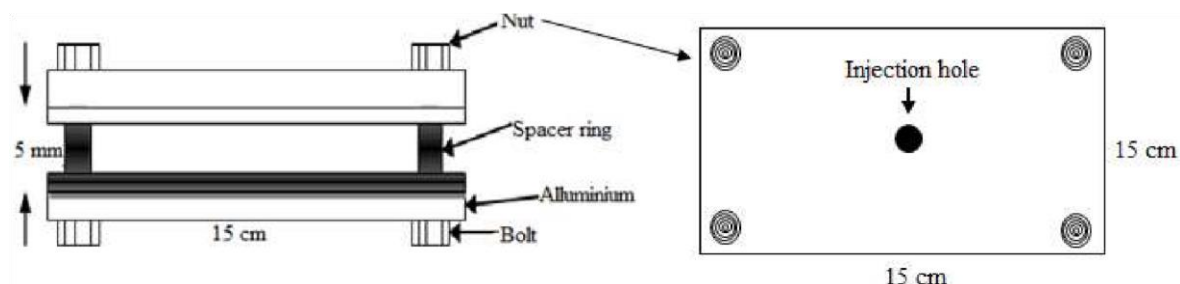 Nut
Injection hole
Spacer ring
5 mm
15 cm
Alluminium
15 cm
Bolt
15 cm